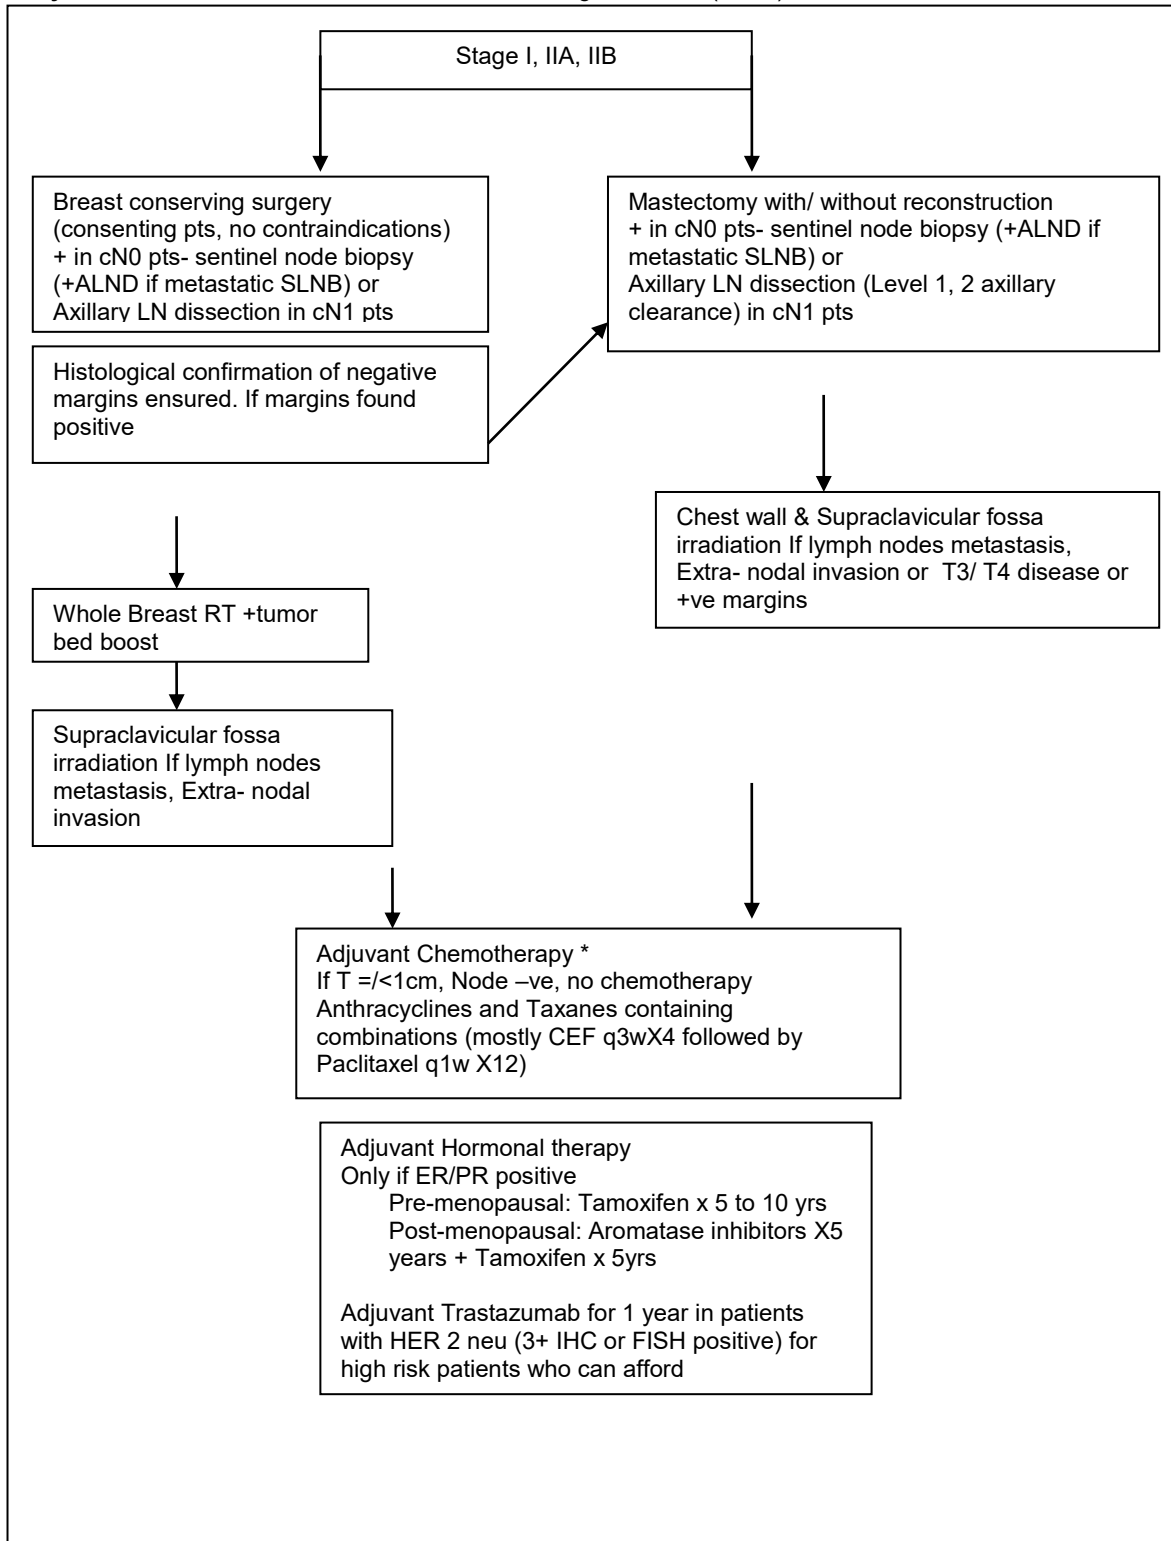 Stage I, IIA, IIB
Breast conserving surgery
(consenting pts, no contraindications)
+ in cN0 pts- sentinel node biopsy
(+ALND if metastatic SLNB) or
Axillary LN dissection in cN1 pts
Mastectomy with/ without reconstruction
+ in cN0 pts- sentinel node biopsy (+ALND if
metastatic SLNB) or
Axillary LN dissection (Level 1, 2 axillary
clearance) in cN1 pts
Histological confirmation of negative
margins ensured. If margins found
positive
Chest wall & Supraclavicular fossa
irradiation If lymph nodes metastasis,
Extra- nodal invasion or  T3/ T4 disease or
+ve margins
Whole Breast RT +tumor
bed boost
Supraclavicular fossa
irradiation If lymph nodes
metastasis, Extra- nodal
invasion
Adjuvant Chemotherapy *
If T =/<1cm, Node –ve, no chemotherapy
Anthracyclines and Taxanes containing
combinations (mostly CEF q3wX4 followed by
Paclitaxel q1w X12)
Adjuvant Hormonal therapy
Only if ER/PR positive
Pre-menopausal: Tamoxifen x 5 to 10 yrs
Post-menopausal: Aromatase inhibitors X5
years + Tamoxifen x 5yrs
Adjuvant Trastazumab for 1 year in patients
with HER 2 neu (3+ IHC or FISH positive) for
high risk patients who can afford